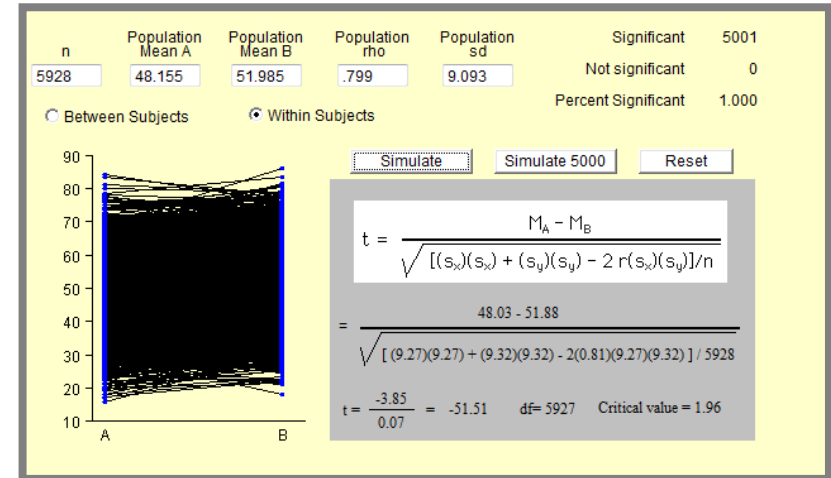 n Population Mean A Population Mean B Population rho Population sd
5928 48.155 51.985 .799 9.093
Significant 5001
Not significant 0
Percent Significant 1.000
Between Subjects Within Subjects
Simulate Simulate 5000 Reset
90
80
70
60
50
40
30
20
10
A B
t = M_A – M_B
√ [(s_x)(s_x) + (s_y)(s_y) – 2 r(s_x)(s_y)]/n
= 48.03 - 51.88
√ [ (9.27)(9.27) + (9.32)(9.32) - 2(0.81)(9.27)(9.32) ] / 5928
t = -3.85 / 0.07 = -51.51 df= 5927 Critical value = 1.96